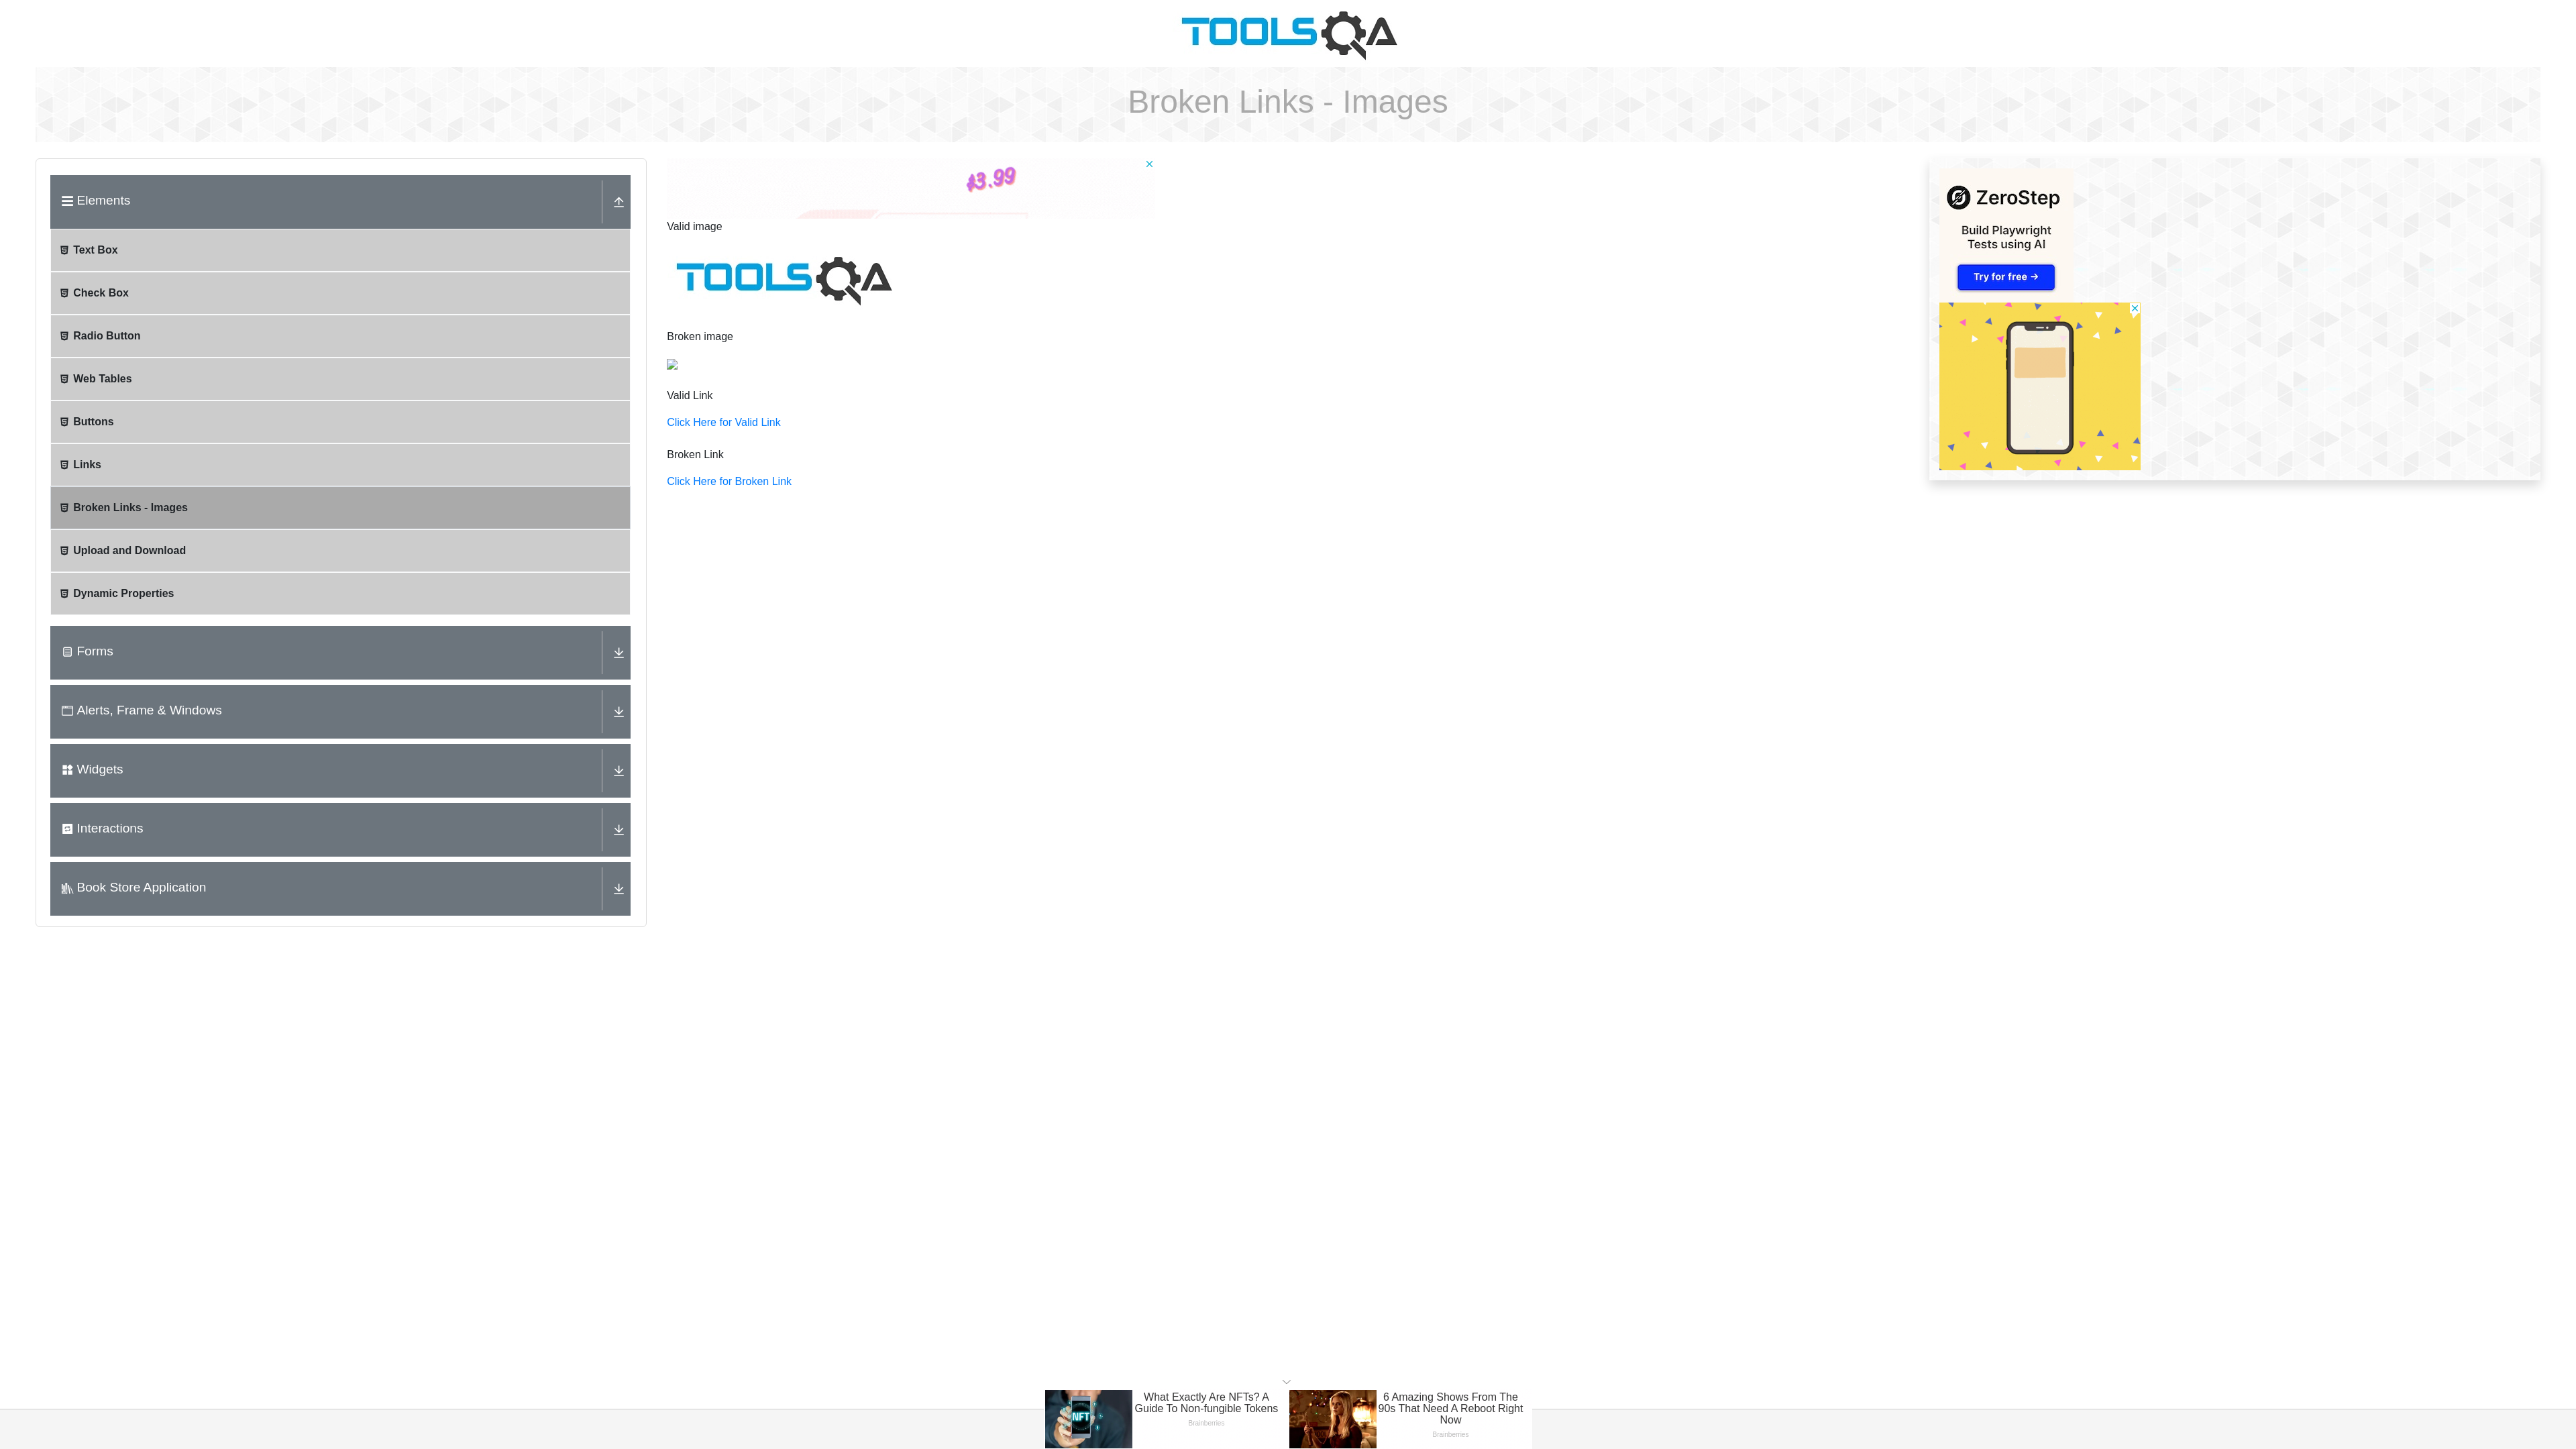 TOOLSQA
Broken Links - Images
Elements
Text Box
Check Box
Radio Button
Web Tables
Buttons
Links
Broken Links - Images
Upload and Download
Dynamic Properties
Forms
Alerts, Frame & Windows
Widgets
Interactions
Book Store Application
$3.99
Valid image
TOOLSQA
Broken image
Valid Link
Click Here for Valid Link
Broken Link
Click Here for Broken Link
ZeroStep
Build Playwright
Tests using AI
Try for free →
NFT
What Exactly Are NFTs? A
Guide To Non-fungible Tokens
Brainberries
6 Amazing Shows From The
90s That Need A Reboot Right
Now
Brainberries